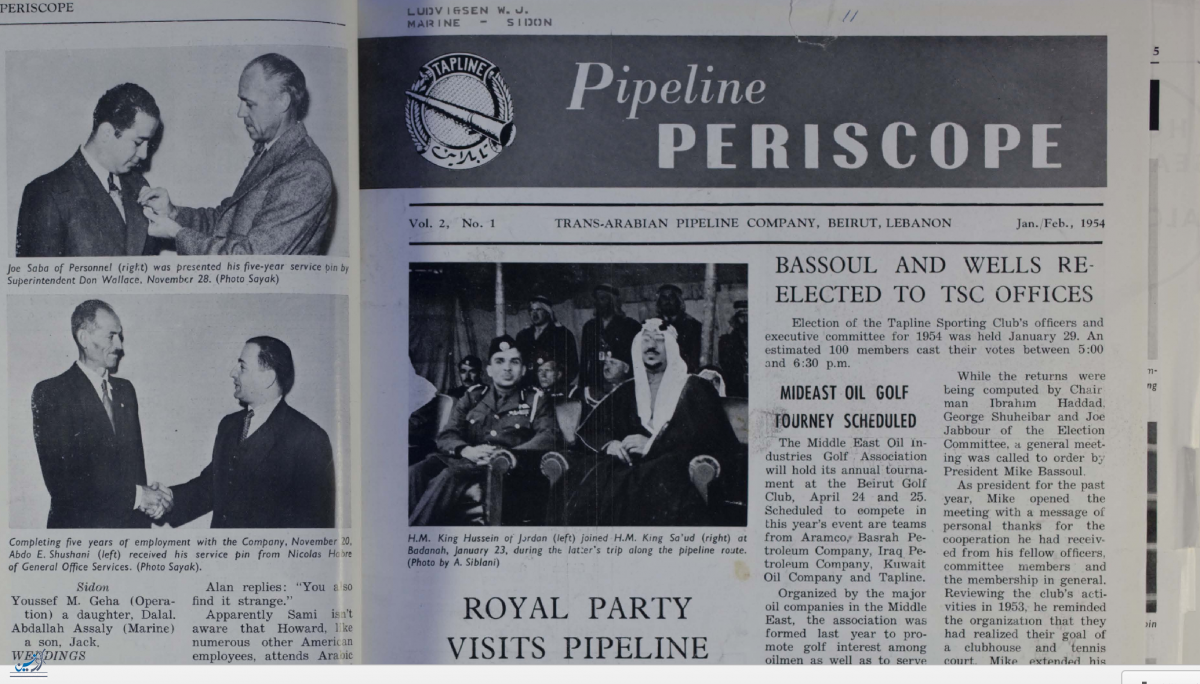 PERISCOPE
Joe Saba of Personnel (right) was presented his five-year service pin by
Superintendent Don Wallace, November 28. (Photo Sayak)
Completing five years of employment with the Company, November 20,
Abdo E. Shushani (left) received his service pin from Nicolas
of General Office Services. (Photo Sayak).
Sidon
Youssef M. Geha (Opera-
tion) a daughter, Dalal.
Abdallah Assaly (Marine)
a son, Jack.
WEDDINGS
Alan replies: "You also
find it strange."
Apparently Sami isn't
aware that Howard, like
numerous other American
employees, attends Arabic
LUDVIGSEN W. J.
MARINE - SIDON
11
TAPLINE
تابلاين
Pipeline
PERISCOPE
Vol. 2, No. 1 TRANS-ARABIAN PIPELINE COMPANY, BEIRUT, LEBANON Jan./Feb., 1954
H.M. King Hussein of Jurdan (left) joined H.M. King Sa'ud (right) at
Badanah, January 23, during the latter's trip along the pipeline route.
(Photo by A. Siblani)
ROYAL PARTY
VISITS PIPELINE
BASSOUL AND WELLS RE-
ELECTED TO TSC OFFICES
Election of the Tapline Sporting Club's officers and
executive committee for 1954 was held January 29. An
estimated 100 members cast their votes between 5:00
and 6:30 p.m.
MIDEAST OIL GOLF
TOURNEY SCHEDULED
The Middle East Oil In-
dustries Golf Association
will hold its annual tourna-
ment at the Beirut Golf
Club, April 24 and 25.
Scheduled to compete in
this year's event are teams
from Aramco, Basrah Pe-
troleum Company, Iraq Pe-
troleum Company, Kuwait
Oil Company and Tapline.
Organized by the major
oil companies in the Middle
East, the association was
formed last year to pro-
mote golf interest among
oilmen as well as to serve
While the returns were
being computed by Chair
man Ibrahim Haddad,
George Shuheibar and Joe
Jabbour of the Election
Committee, a general meet-
ing was called to order by
President Mike Bassoul.
As president for the past
year, Mike opened the
meeting with a message of
personal thanks for the
cooperation he had receiv-
ed from his fellow officers,
committee members and
the membership in general.
Reviewing the club's acti-
vities in 1953, he reminded
the organization that they
had realized their goal of
a clubhouse and tennis
court. Mike extended his
5